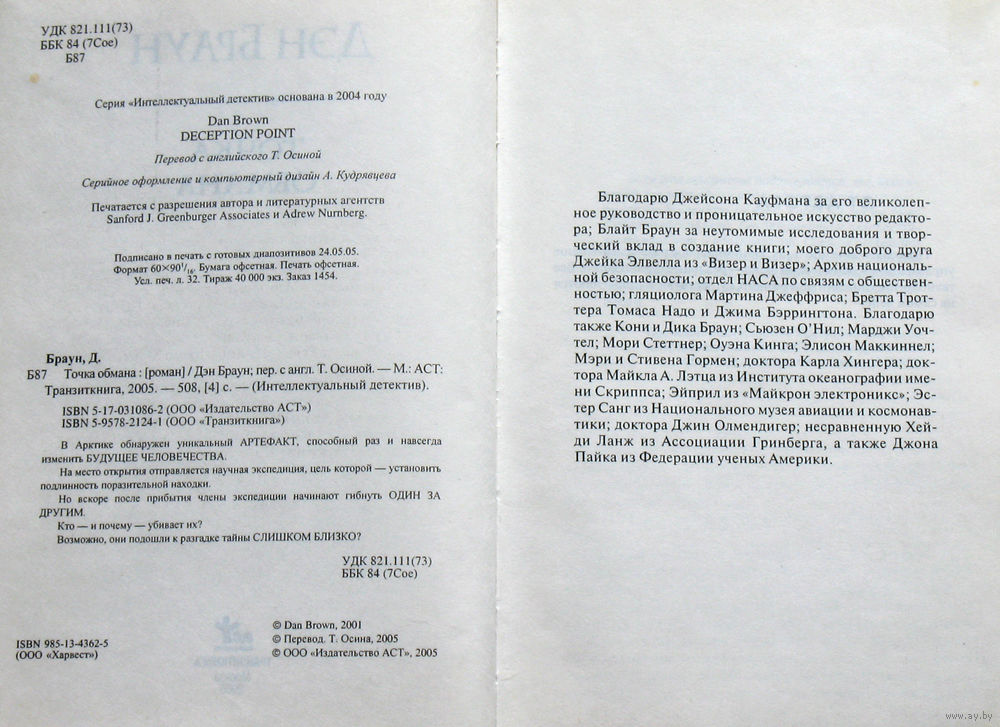 УДК 821.111(73)
ББК 84 (7Сое)
Б87
ДЭН БРАУН
Серия «Интеллектуальный детектив» основана в 2004 году
Dan Brown
DECEPTION POINT
Перевод с английского Т. Осиной
Серийное оформление и компьютерный дизайн А. Кудрявцева
Печатается с разрешения автора и литературных агентств
Sanford J. Greenburger Associates и Adrew Nurnberg.
Подписано в печать с готовых диапозитивов 24.05.05.
Формат 60×90¹/₁₆. Бумага офсетная. Печать офсетная.
Усл. печ. л. 32. Тираж 40 000 экз. Заказ 1454.
Браун, Д.
Б87 Точка обмана : [роман] / Дэн Браун; пер. с англ. Т. Осиной. — М.: АСТ:
Транзиткнига, 2005. — 508, [4] с. — (Интеллектуальный детектив).
ISBN 5-17-031086-2 (ООО «Издательство АСТ»)
ISBN 5-9578-2124-1 (ООО «Транзиткнига»)
В Арктике обнаружен уникальный АРТЕФАКТ, способный раз и навсегда
изменить БУДУЩЕЕ ЧЕЛОВЕЧЕСТВА.
На место открытия отправляется научная экспедиция, цель которой — установить
подлинность поразительной находки.
Но вскоре после прибытия члены экспедиции начинают гибнуть ОДИН ЗА
ДРУГИМ.
Кто — и почему — убивает их?
Возможно, они подошли к разгадке тайны СЛИШКОМ БЛИЗКО?
УДК 821.111(73)
ББК 84 (7Сое)
© Dan Brown, 2001
© Перевод. Т. Осина, 2005
© ООО «Издательство АСТ», 2005
ISBN 985-13-4362-5
(ООО «Харвест»)
Благодарю Джейсона Кауфмана за его великолеп-
ное руководство и проницательное искусство редакто-
ра; Блайт Браун за неутомимые исследования и твор-
ческий вклад в создание книги; моего доброго друга
Джейка Элвелла из «Визер и Визер»; Архив националь-
ной безопасности; отдел НАСА по связям с обществен-
ностью; гляциолога Мартина Джеффриса; Бретта Трот-
тера Томаса Надо и Джима Бэррингтона. Благодарю
также Кони и Дика Браун; Сьюзен О’Нил; Марджи Уоч-
тел; Мори Стеттнер; Оуэна Кинга; Элисон Маккиннел;
Мэри и Стивена Гормен; доктора Карла Хингера; док-
тора Майкла А. Лэтца из Института океанографии име-
ни Скриппса; Эйприл из «Майкрон электроникс»; Эс-
тер Санг из Национального музея авиации и космонав-
тики; доктора Джин Олмендигер; несравненную Хей-
ди Ланж из Ассоциации Гринберга, а также Джона
Пайка из Федерации ученых Америки.
www.ay.by